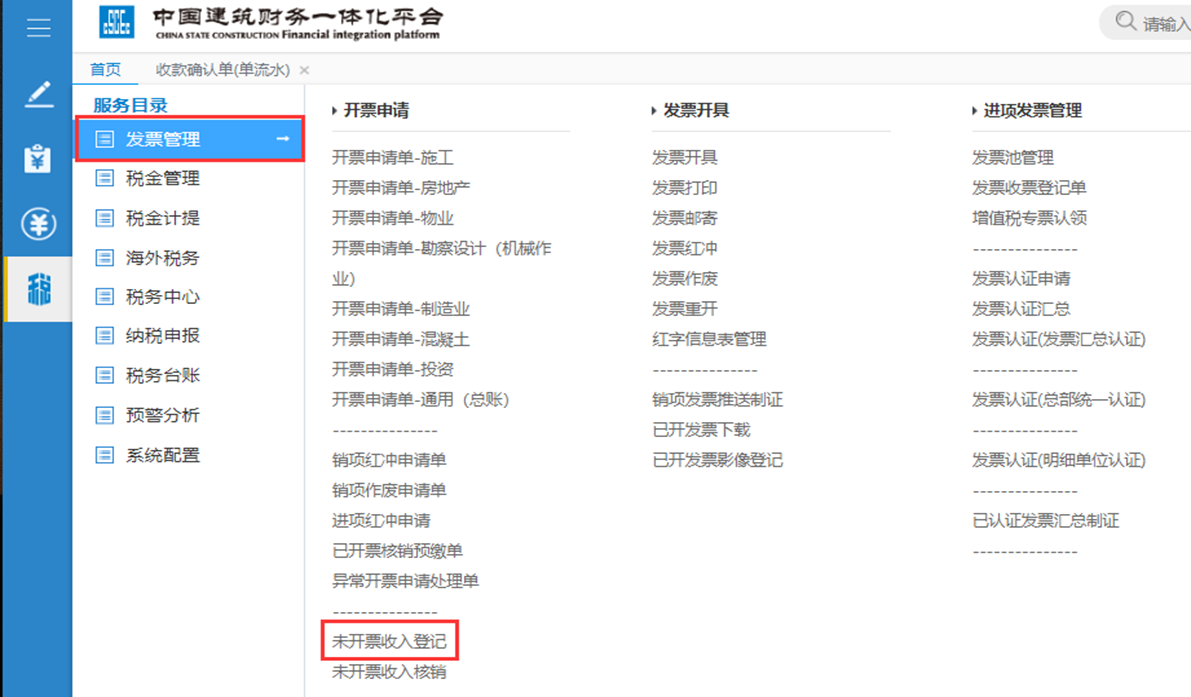 中国建筑财务一体化平台
CHINA STATE CONSTRUCTION Financial integration platform
请输入
首页
收款确认单(单流水) ×
服务目录
发票管理
税金管理
税金计提
海外税务
税务中心
纳税申报
税务台账
预警分析
系统配置
开票申请
开票申请单-施工
开票申请单-房地产
开票申请单-物业
开票申请单-勘察设计（机械作
业）
开票申请单-制造业
开票申请单-混凝土
开票申请单-投资
开票申请单-通用（总账）
---------------
销项红冲申请单
销项作废申请单
进项红冲申请
已开票核销预缴单
异常开票申请处理单
---------------
未开票收入登记
未开票收入核销
发票开具
发票开具
发票打印
发票邮寄
发票红冲
发票作废
发票重开
红字信息表管理
---------------
销项发票推送制证
已开发票下载
已开发票影像登记
进项发票管理
发票池管理
发票收票登记单
增值税专票认领
---------------
发票认证申请
发票认证汇总
发票认证(发票汇总认证)
---------------
发票认证(总部统一认证)
---------------
发票认证(明细单位认证)
---------------
已认证发票汇总制证
---------------
税